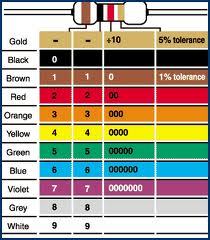 Gold - - ÷10 5% tolerance
Black 0
Brown 1 1 0 1% tolerance
Red 2 2 00
Orange 3 3 000
Yellow 4 4 0000
Green 5 5 00000
Blue 6 6 000000
Violet 7 7 0000000
Grey 8 8
White 9 9